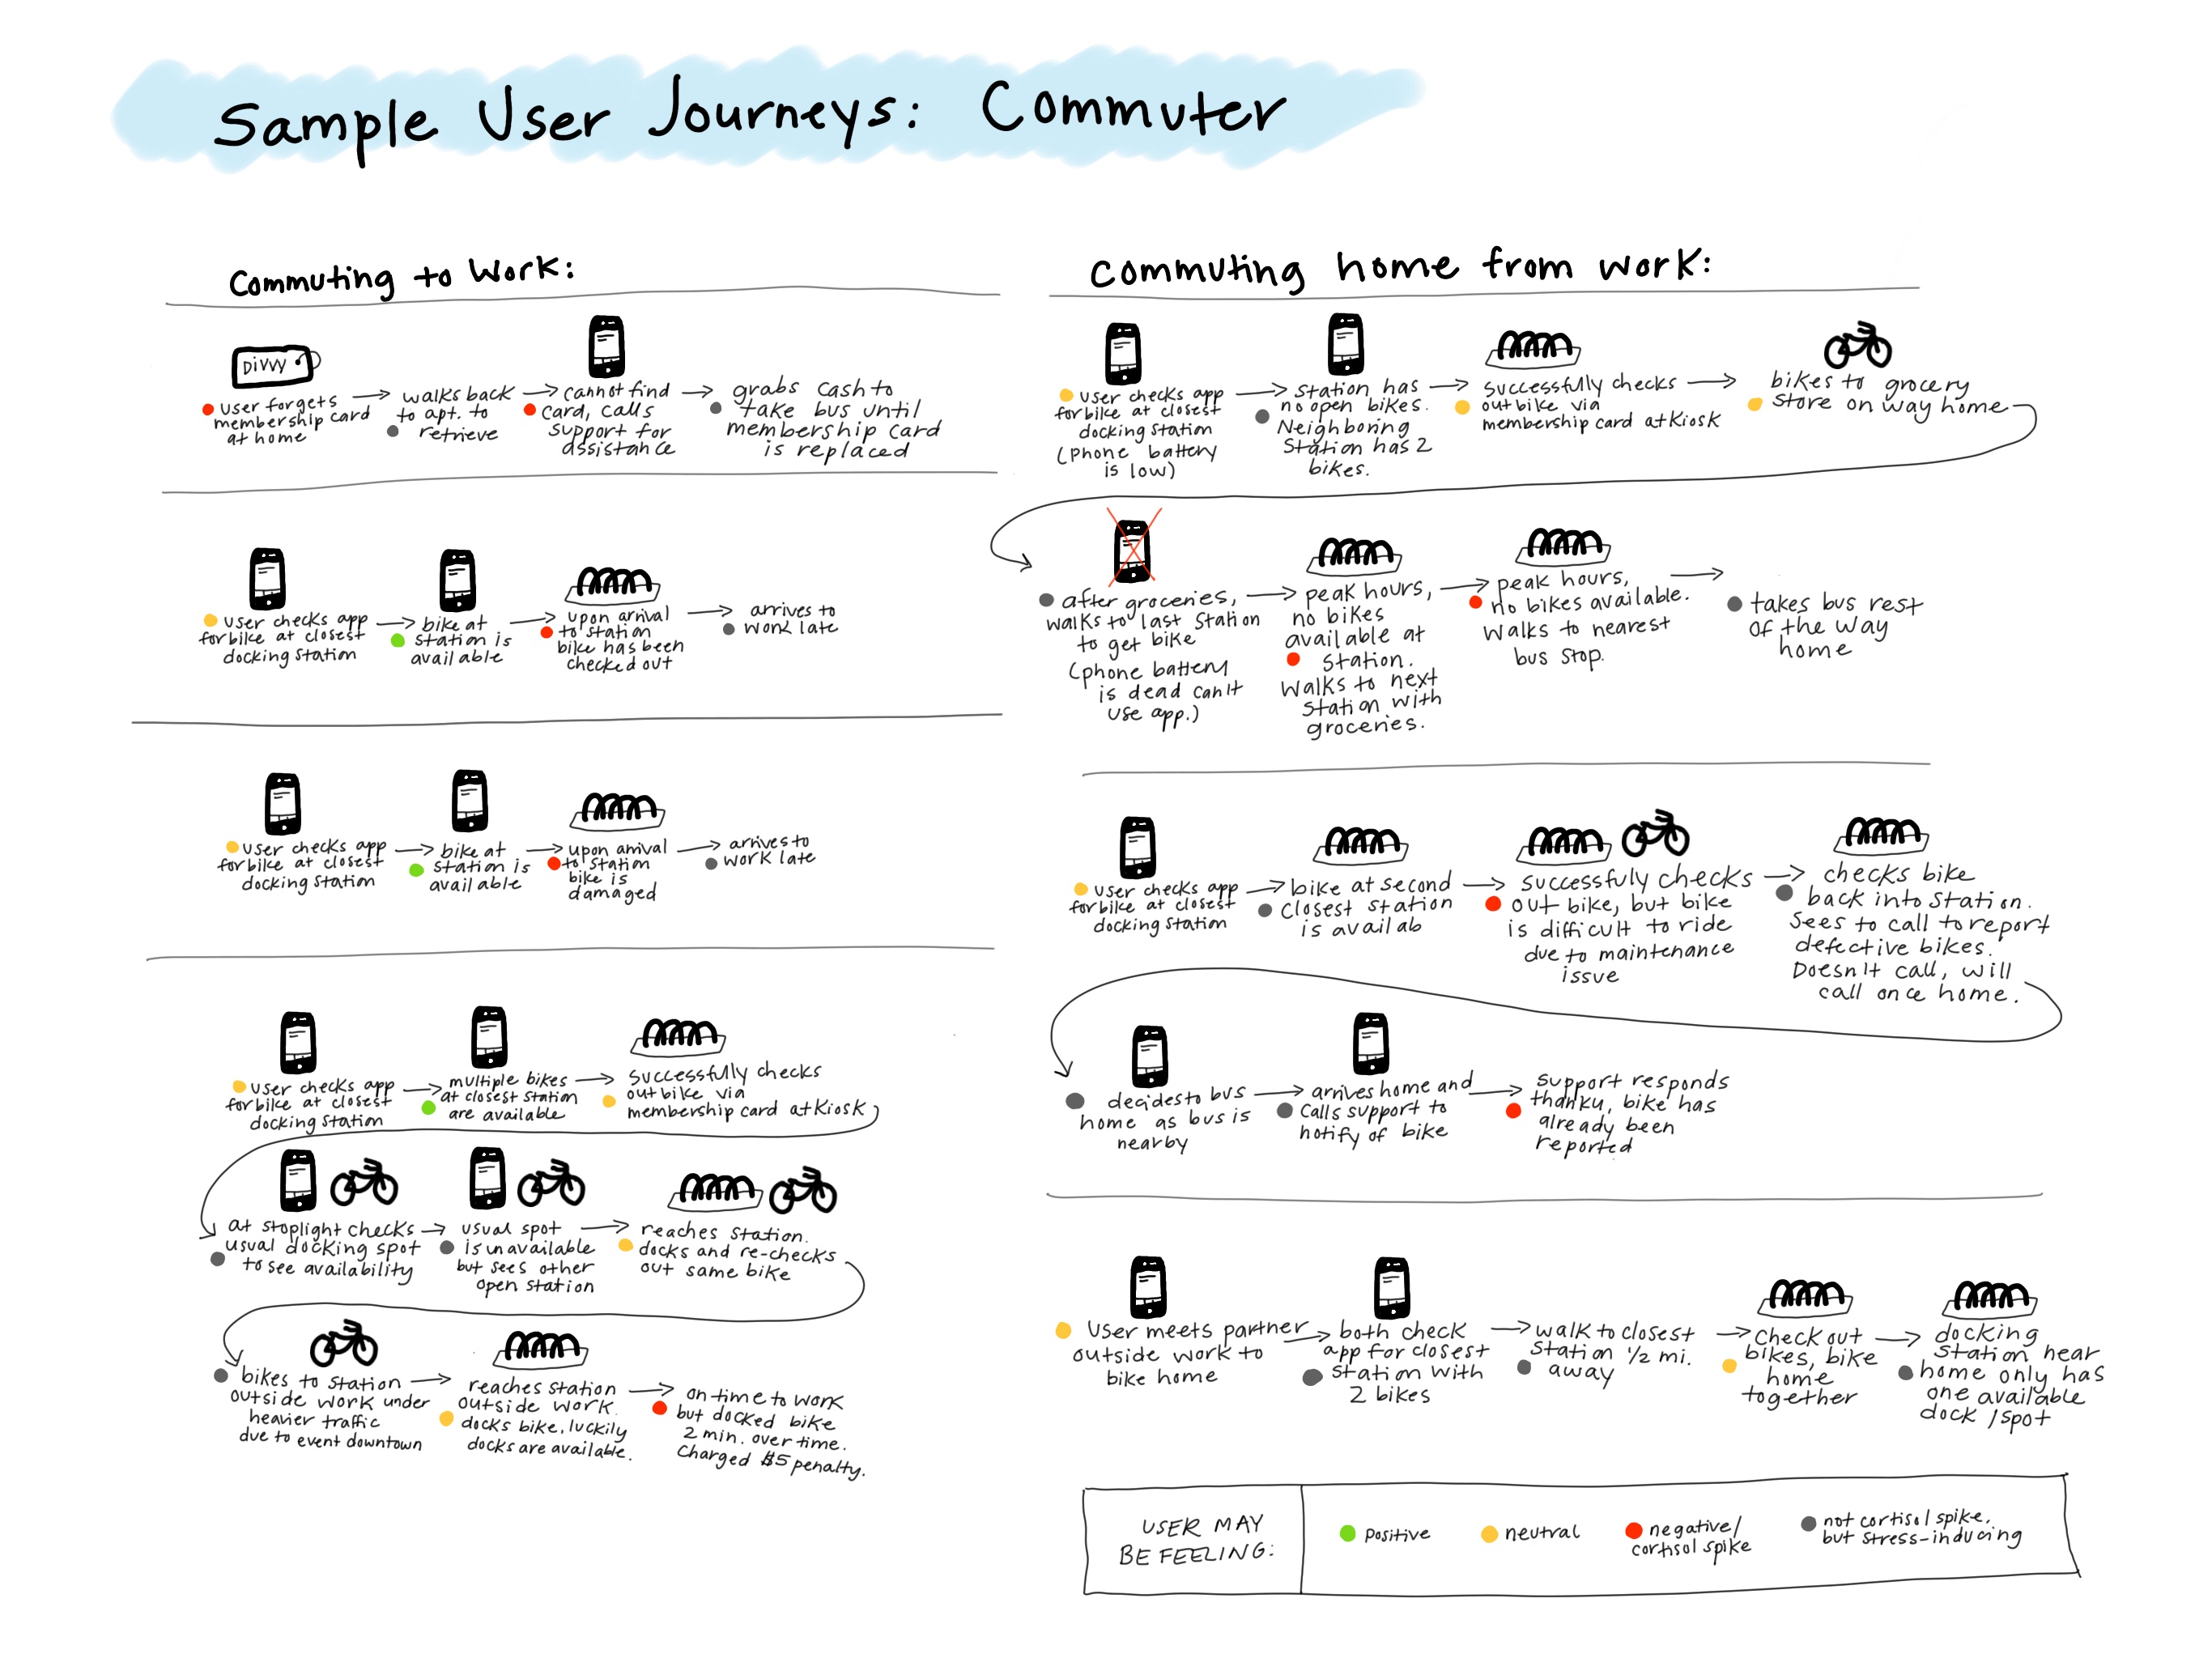 Sample User Journeys: Commuter
Commuting to Work:
DIVVY
user forgets
membership card
at home
walks back
to apt. to
retrieve
cannot find
card, calls
support for
assistance
grabs cash to
take bus until
membership card
is replaced
user checks app
for bike at closest
docking station
bike at
station is
available
upon arrival
to station
bike has been
checked out
arrives to
work late
user checks app
for bike at closest
docking station
bike at
station is
available
upon arrival
to station
bike is
damaged
arrives to
work late
user checks app
for bike at closest
docking station
multiple bikes
at closest station
are available
successfully checks
out bike via
membership card at Kiosk
at stoplight checks
usual docking spot
to see availability
usual spot
is unavailable
but sees other
open station
reaches station.
docks and re-checks
out same bike
bikes to station
outside work under
heavier traffic
due to event downtown
reaches station
outside work.
docks bike, luckily
docks are available.
on time to work
but docked bike
2 min. over time.
Charged $5 penalty.
Commuting home from work:
user checks app
for bike at closest
docking station
(phone battery
is low)
station has
no open bikes.
Neighboring
Station has 2
bikes.
successfully checks
out bike via
membership card at Kiosk
bikes to grocery
store on way home
after groceries,
walks to last station
to get bike
(phone battery
is dead can't
use app.)
peak hours,
no bikes
available at
station.
Walks to next
station with
groceries.
peak hours,
no bikes available.
Walks to nearest
bus stop.
takes bus rest
of the way
home
user checks app
for bike at closest
docking station
bike at second
closest station
is availab
successfuly checks
out bike, but bike
is difficult to ride
due to maintenance
issue
checks bike
back into station.
Sees to call to report
defective bikes.
Doesn't call, will
call once home.
decides to bus
home as bus is
nearby
arrives home and
calls support to
notify of bike
support responds
thanku, bike has
already been
reported
User meets partner
outside work to
bike home
both check
app for closest
station with
2 bikes
walk to closest
station 1/2 mi.
away
check out
bikes, bike
home
together
docking
station near
home only has
one available
dock /spot
USER MAY
BE FEELING:
positive
neutral
negative/
cortisol spike
not cortisol spike,
but stress-inducing